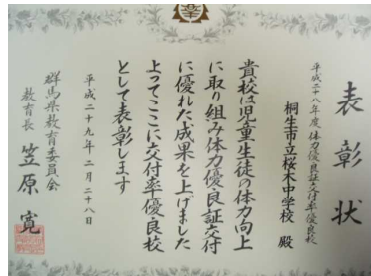 表彰状
平成二十八年度 体力優良証交付率優良校
桐生市立桜木中学校 殿
貴校は児童生徒の体力向上
に取り組み体力優良証交付
に優れた成果を上げました
よってここに交付率優良校
として表彰します
平成二十九年二月二十八日
群馬県教育委員会
教育長 笠原 寛